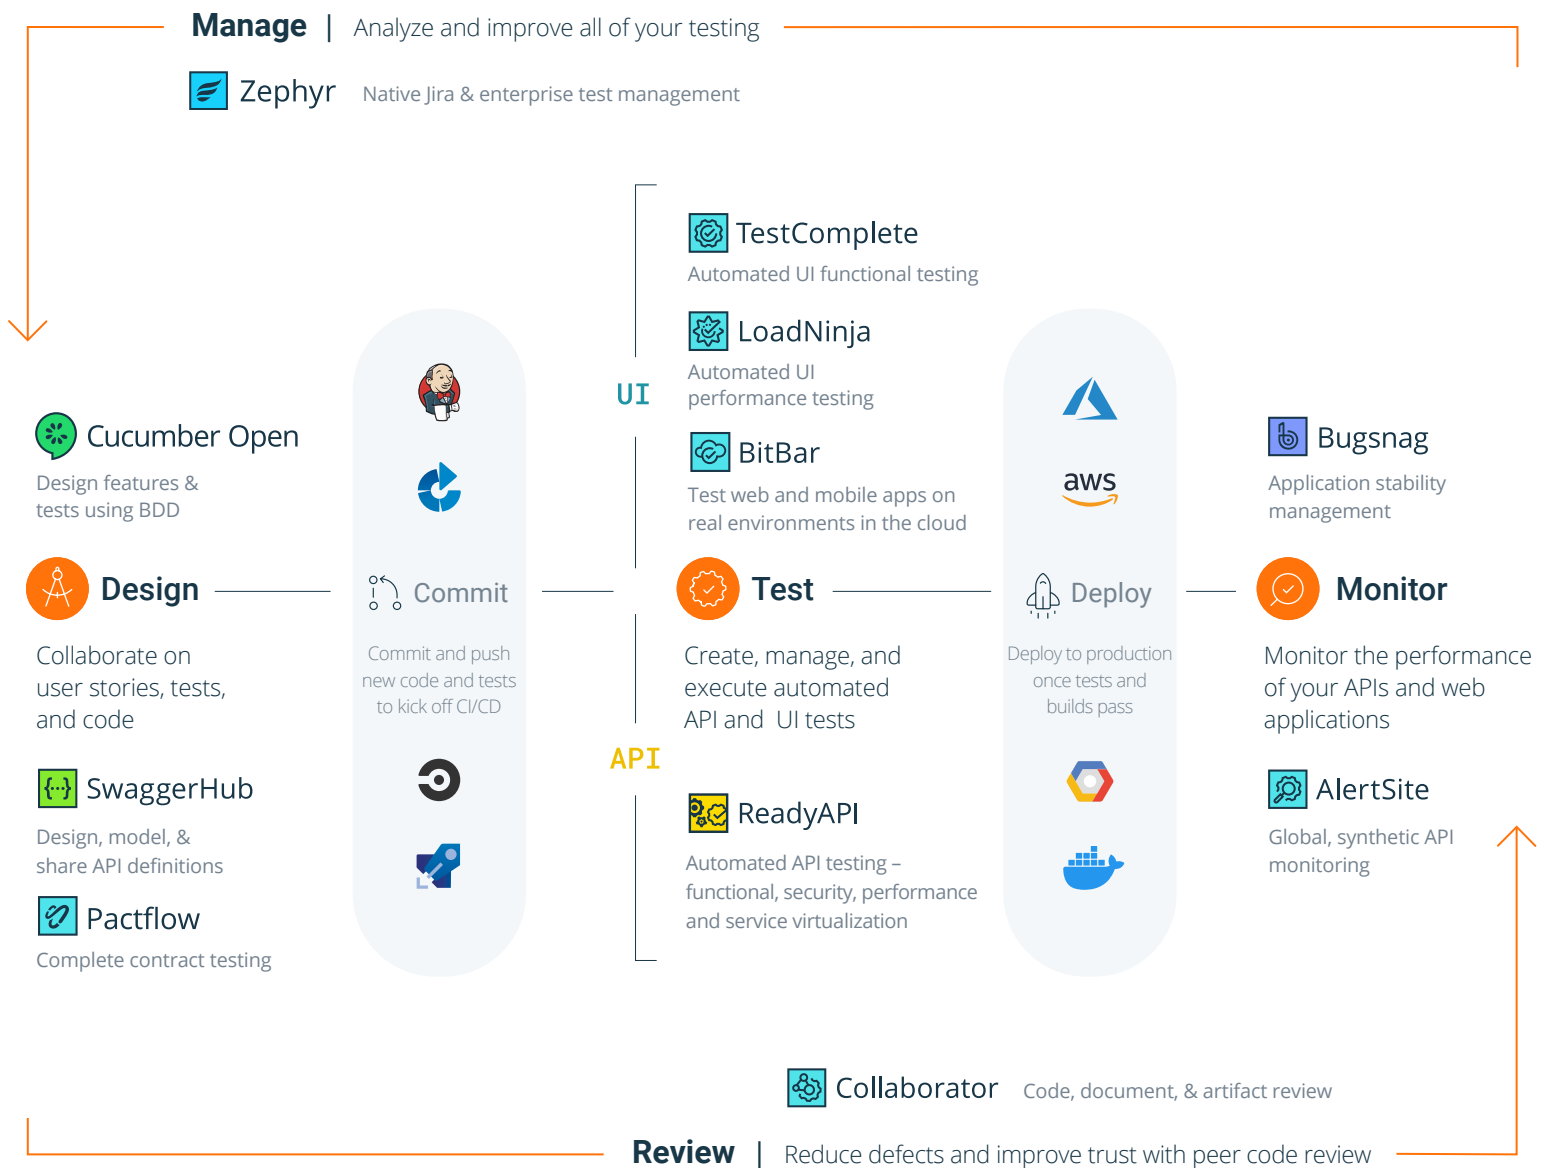 Manage | Analyze and improve all of your testing
Zephyr Native Jira & enterprise test management
TestComplete
Automated UI functional testing
LoadNinja
Automated UI
performance testing
UI
BitBar
Test web and mobile apps on
real environments in the cloud
Cucumber Open
Design features &
tests using BDD
aws
Bugsnag
Application stability
management
Design
Collaborate on
user stories, tests,
and code
Commit
Commit and push
new code and tests
to kick off CI/CD
Test
Create, manage, and
execute automated
API and UI tests
Deploy
Deploy to production
once tests and
builds pass
Monitor
Monitor the performance
of your APIs and web
applications
SwaggerHub
Design, model, &
share API definitions
Pactflow
Complete contract testing
API
ReadyAPI
Automated API testing –
functional, security, performance
and service virtualization
AlertSite
Global, synthetic API
monitoring
Collaborator Code, document, & artifact review
Review | Reduce defects and improve trust with peer code review